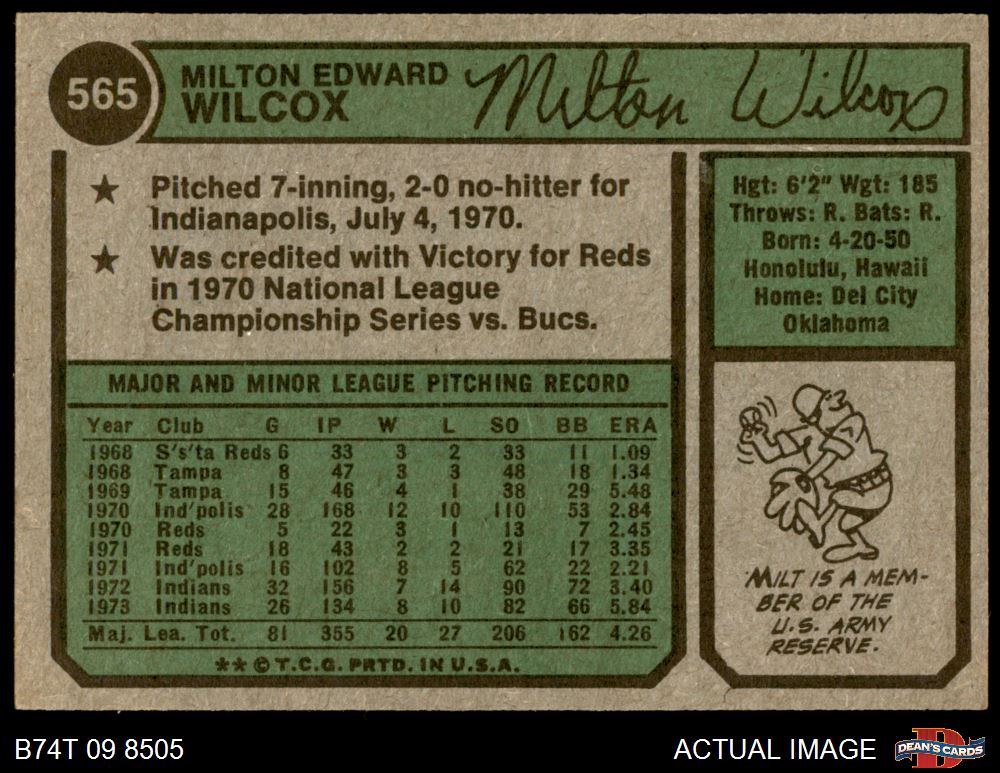 565
MILTON EDWARD
WILCOX
Milton Wilcox
★ Pitched 7-inning, 2-0 no-hitter for
Indianapolis, July 4, 1970.
★ Was credited with Victory for Reds
in 1970 National League
Championship Series vs. Bucs.
Hgt: 6'2" Wgt: 185
Throws: R. Bats: R.
Born: 4-20-50
Honolulu, Hawaii
Home: Del City
Oklahoma
MAJOR AND MINOR LEAGUE PITCHING RECORD
Year Club G IP W L SO BB ERA
1968 S's'ta Reds 6 33 3 2 33 11 1.09
1968 Tampa 8 47 3 3 48 18 1.34
1969 Tampa 15 46 4 1 38 29 5.48
1970 Ind'polis 28 168 12 10 110 53 2.84
1970 Reds 5 22 3 1 13 7 2.45
1971 Reds 18 43 2 2 21 17 3.35
1971 Ind'polis 16 102 8 5 62 22 2.21
1972 Indians 32 156 7 14 90 72 3.40
1973 Indians 26 134 8 10 82 66 5.84
Maj. Lea. Tot. 81 355 20 27 206 162 4.26
**©T.C.G. PRTD. IN U.S.A.
MILT IS A MEM-
BER OF THE
U.S. ARMY
RESERVE.
B74T 09 8505
ACTUAL IMAGE
D
DEAN'S CARDS